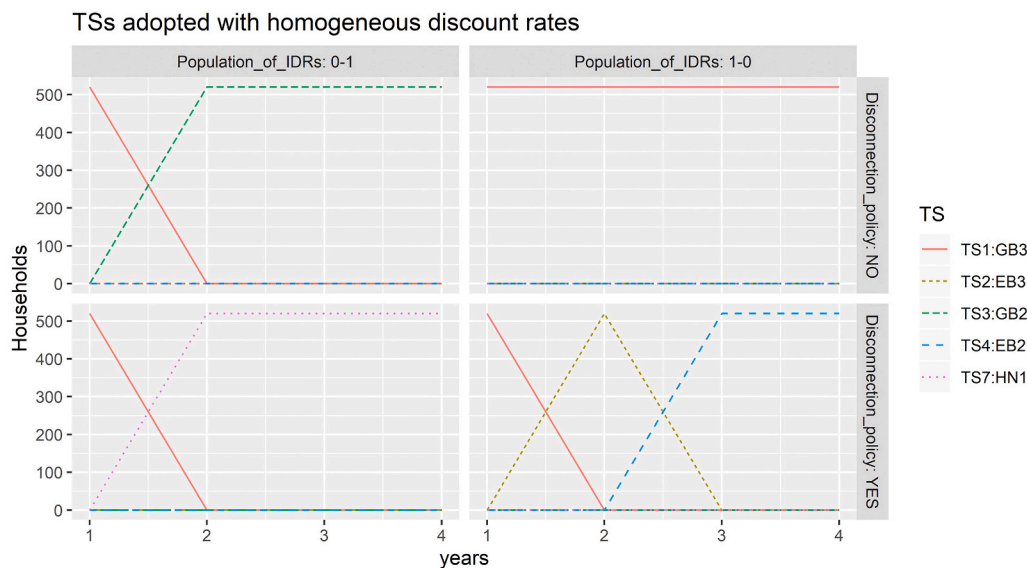 TSs adopted with homogeneous discount rates
Population_of_IDRs: 0-1
Population_of_IDRs: 1-0
500
400
300
200
100
0
Disconnection_policy: NO
Households
500
400
300
200
100
0
Disconnection_policy: YES
1 2 3 4
1 2 3 4
years
TS
TS1:GB3
TS2:EB3
TS3:GB2
TS4:EB2
TS7:HN1